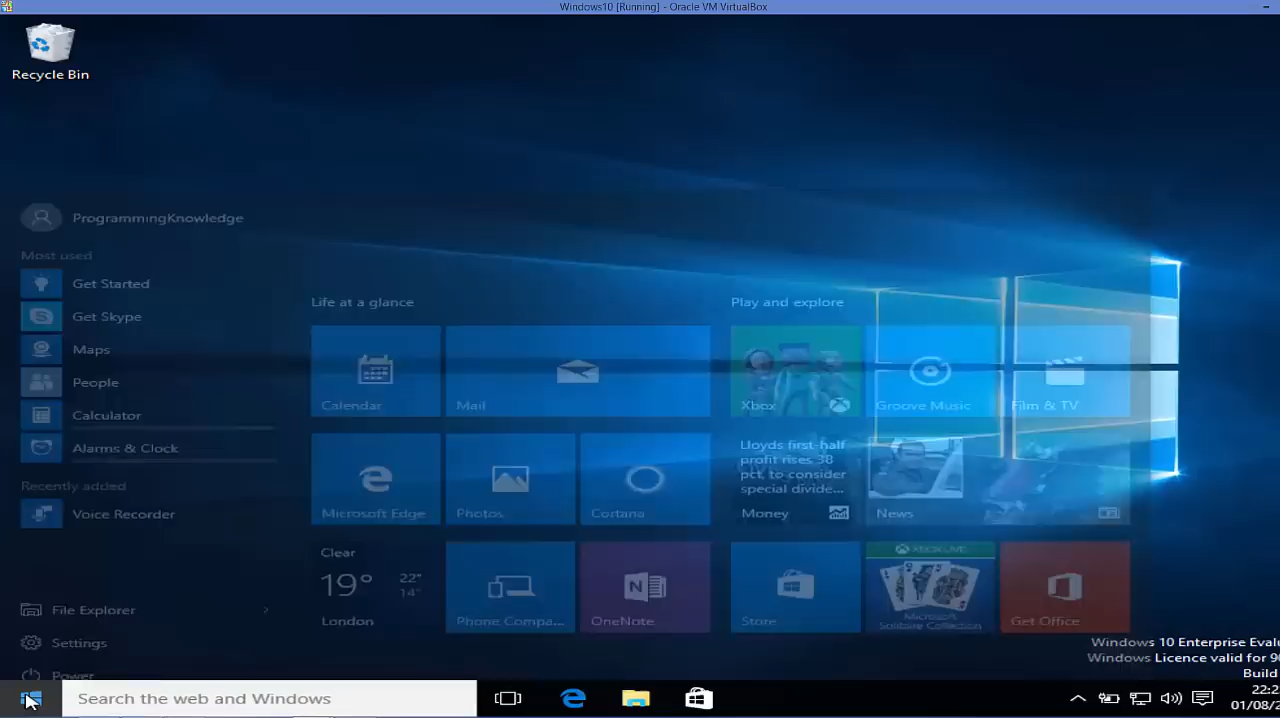 Windows10 [Running] - Oracle VM VirtualBox
Recycle Bin
ProgrammingKnowledge
Most used
Get Started
Get Skype
Maps
People
Calculator
Alarms & Clock
Recently added
Voice Recorder
File Explorer
Settings
Power
Life at a glance
Calendar
Mail
Microsoft Edge
Photos
Cortana
Clear
19° 22°
14°
London
Phone Compa...
OneNote
Play and explore
Xbox
Groove Music
Film & TV
Lloyds first-half
profit rises 38
pct, to consider
special divide...
Money
News
Store
XBOX LIVE
Microsoft
Solitaire Collection
Get Office
Windows 10 Enterprise Eval
Windows Licence valid for 9
Build
Search the web and Windows
22:2
01/08/2